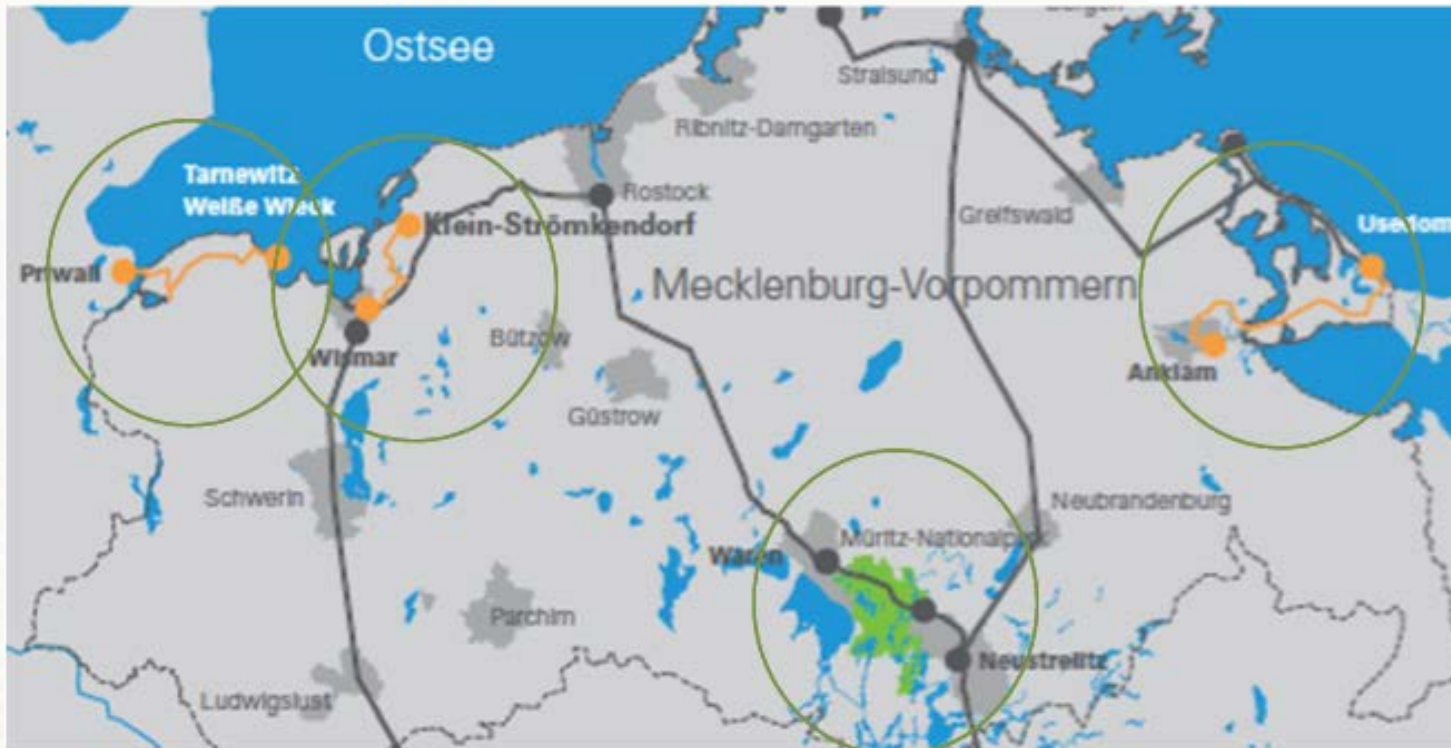 Ostsee
Stralsund
Ribnitz-Damgarten
Tarnewitz
Weiße Wieck
Rostock
Greifswald
Usedom
Klein-Strömkendorf
Priwall
Mecklenburg-Vorpommern
Bützow
Wismar
Anklam
Güstrow
Schwerin
Neubrandenburg
Müritz-Nationalpark
Waren
Parchim
Neustrelitz
Ludwigslust